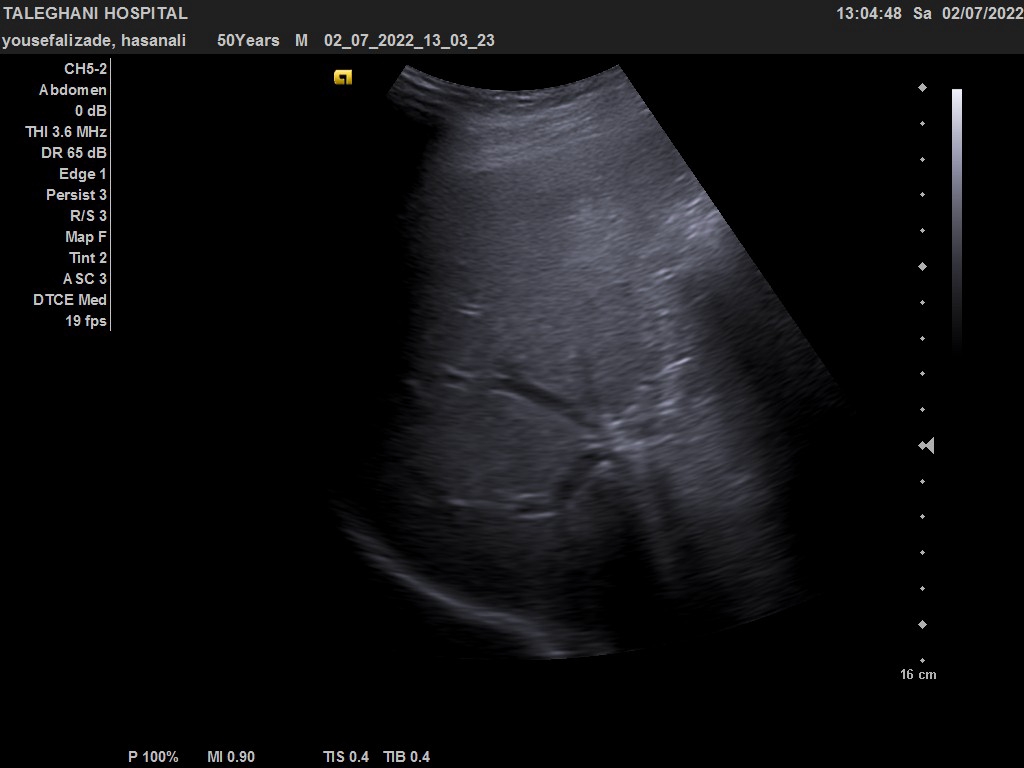 TALEGHANI HOSPITAL 13:04:48 Sa 02/07/2022
yousefalizade, hasanali 50Years M 02_07_2022_13_03_23
CH5-2
Abdomen
0 dB
THI 3.6 MHz
DR 65 dB
Edge 1
Persist 3
R/S 3
Map F
Tint 2
ASC 3
DTCE Med
19 fps
16 cm
P 100% MI 0.90 TIS 0.4 TIB 0.4